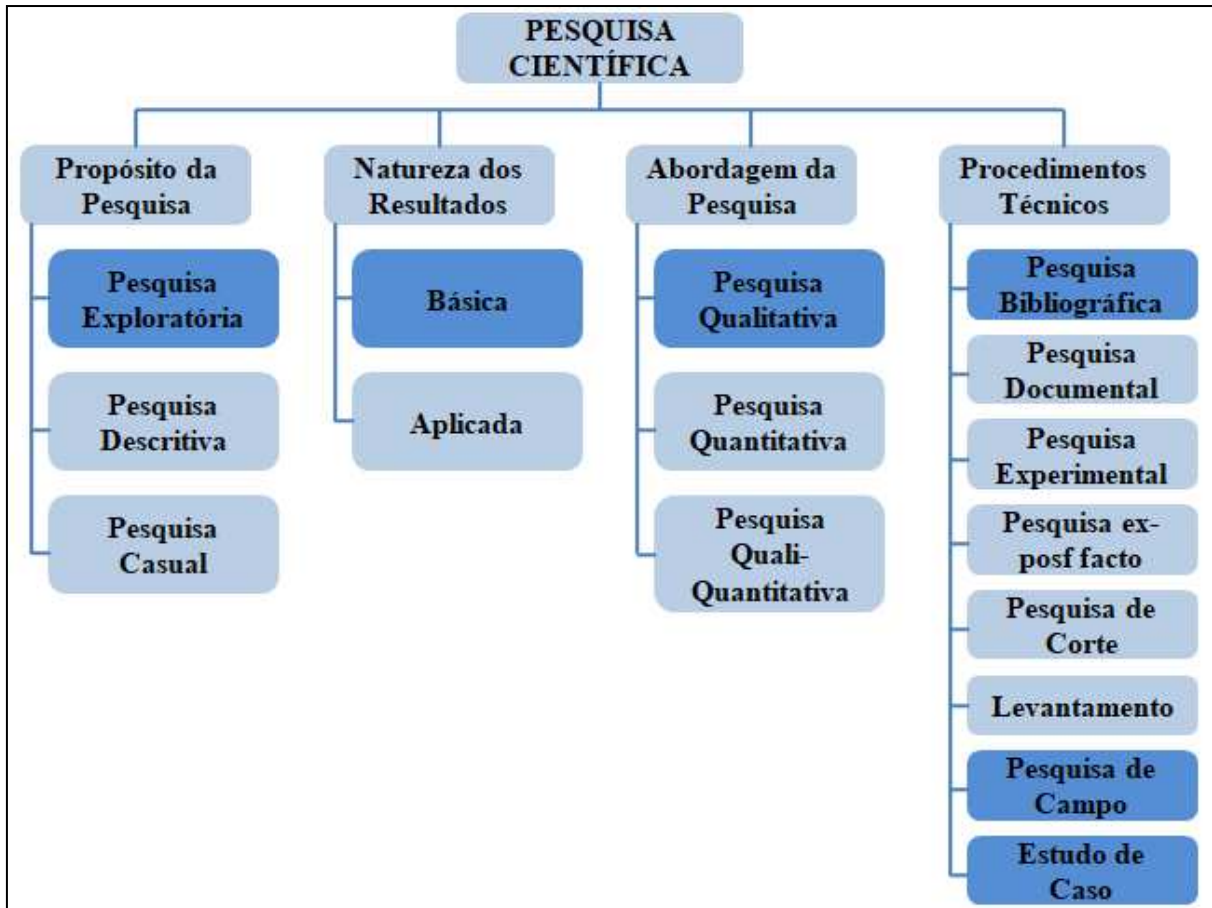 PESQUISA
CIENTÍFICA
Propósito da
Pesquisa
Pesquisa
Exploratória
Pesquisa
Descritiva
Pesquisa
Casual
Natureza dos
Resultados
Básica
Aplicada
Abordagem da
Pesquisa
Pesquisa
Qualitativa
Pesquisa
Quantitativa
Pesquisa
Quali-
Quantitativa
Procedimentos
Técnicos
Pesquisa
Bibliográfica
Pesquisa
Documental
Pesquisa
Experimental
Pesquisa ex-
posf facto
Pesquisa de
Corte
Levantamento
Pesquisa de
Campo
Estudo de
Caso